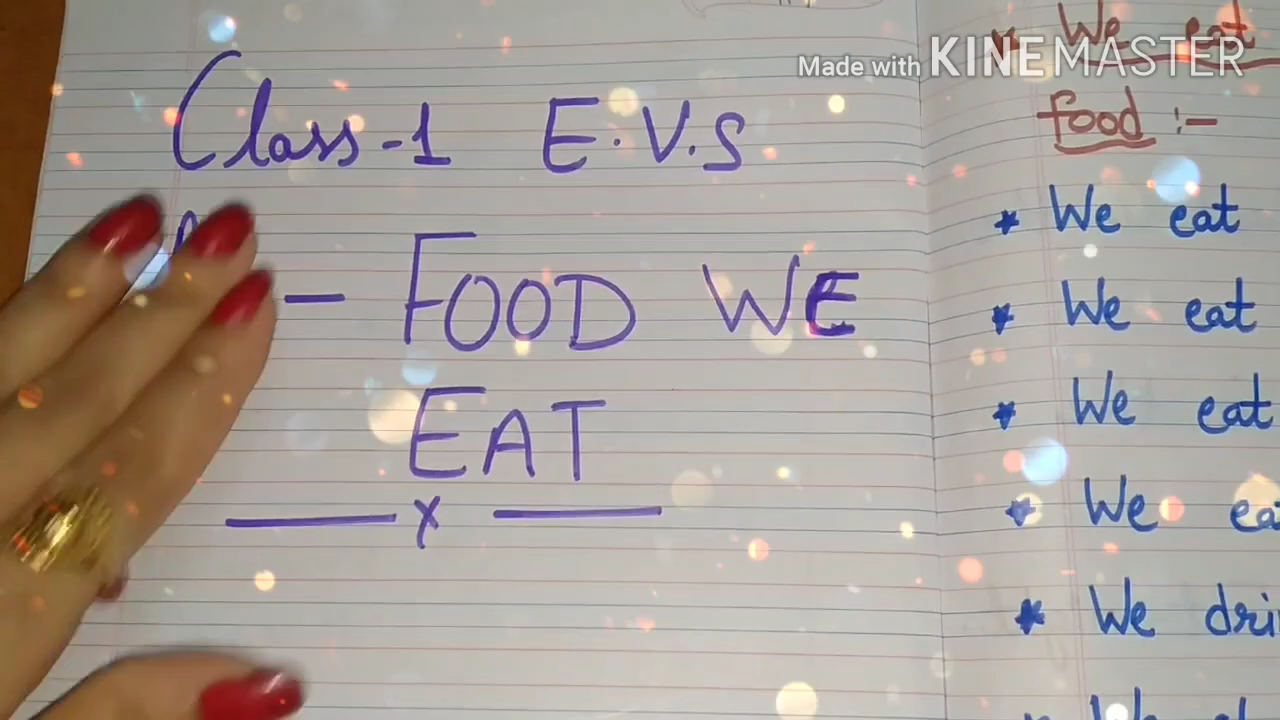 Made with KINEMASTER
Class-1 E.V.S
- FOOD WE
EAT
x
* We eat
food :-
* We eat
* We eat
* We eat
* We
* We